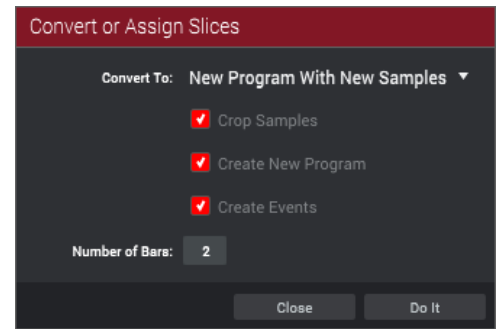 Convert or Assign Slices
Convert To: New Program With New Samples
Crop Samples
Create New Program
Create Events
Number of Bars: 2
Close Do It